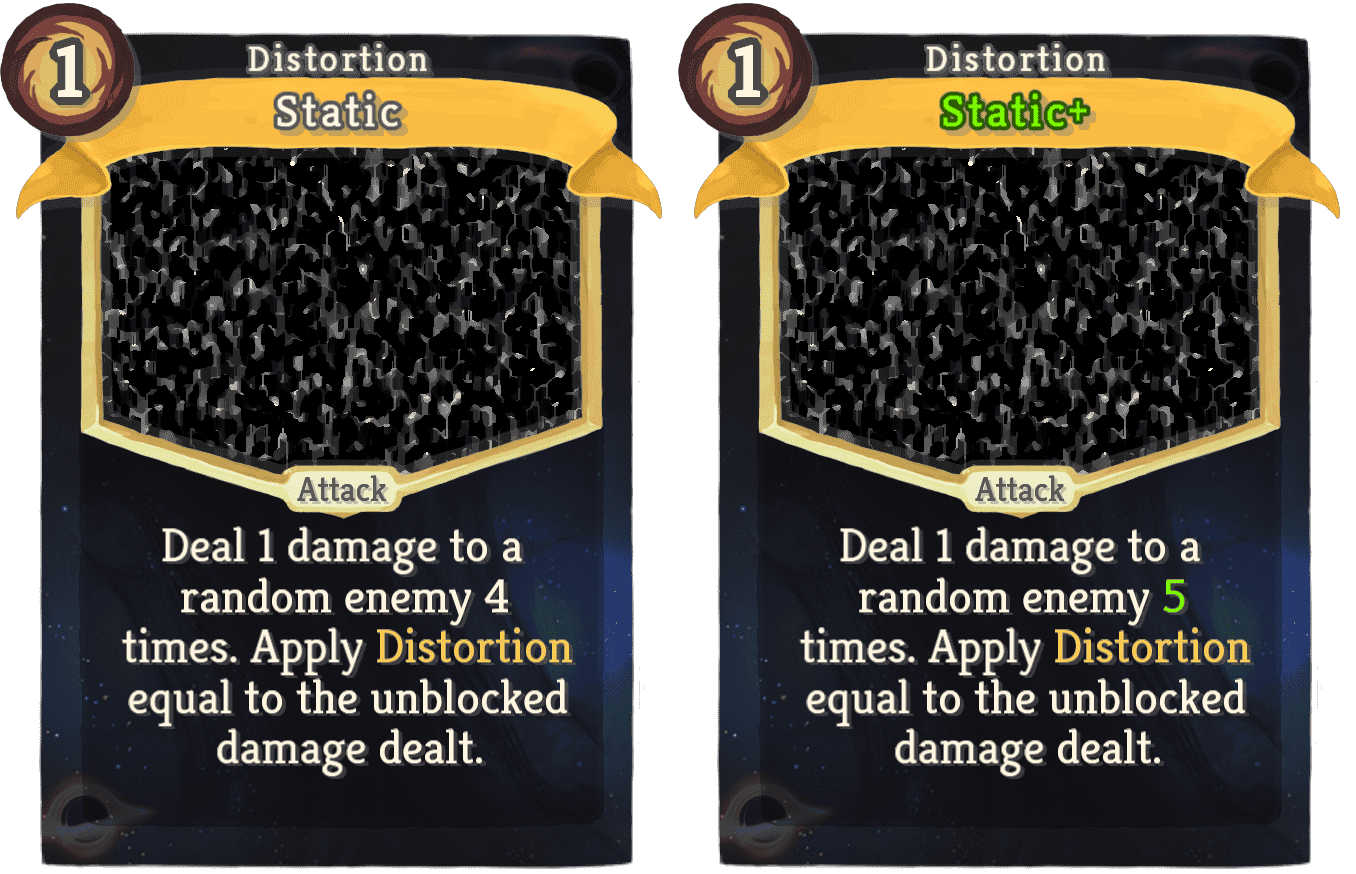 1
Distortion
Static
Attack
Deal 1 damage to a
random enemy 4
times. Apply Distortion
equal to the unblocked
damage dealt.
1
Distortion
Static+
Attack
Deal 1 damage to a
random enemy 5
times. Apply Distortion
equal to the unblocked
damage dealt.